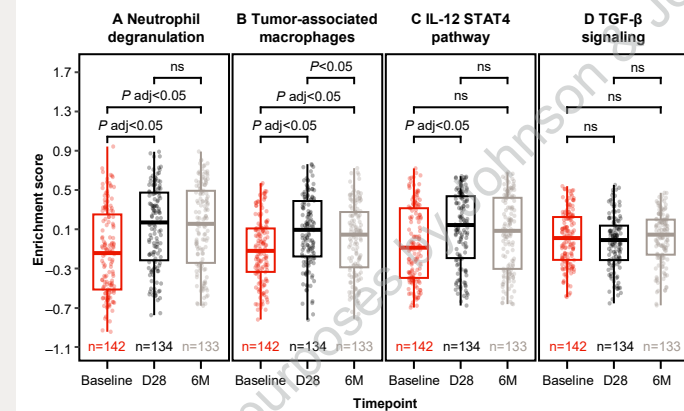 A Neutrophil
degranulation
B Tumor-associated
macrophages
C IL-12 STAT4
pathway
D TGF-β
signaling
Enrichment score
1.7
1.3
0.9
0.5
0.1
–0.3
–0.7
–1.1
ns
P adj<0.05
P adj<0.05
n=142
n=134
n=133
Baseline
D28
6M
P<0.05
P adj<0.05
P adj<0.05
n=142
n=134
n=133
Baseline
D28
6M
ns
ns
P adj<0.05
n=142
n=134
n=133
Baseline
D28
6M
ns
ns
ns
n=142
n=134
n=133
Baseline
D28
6M
Timepoint
purposes by Johnson &